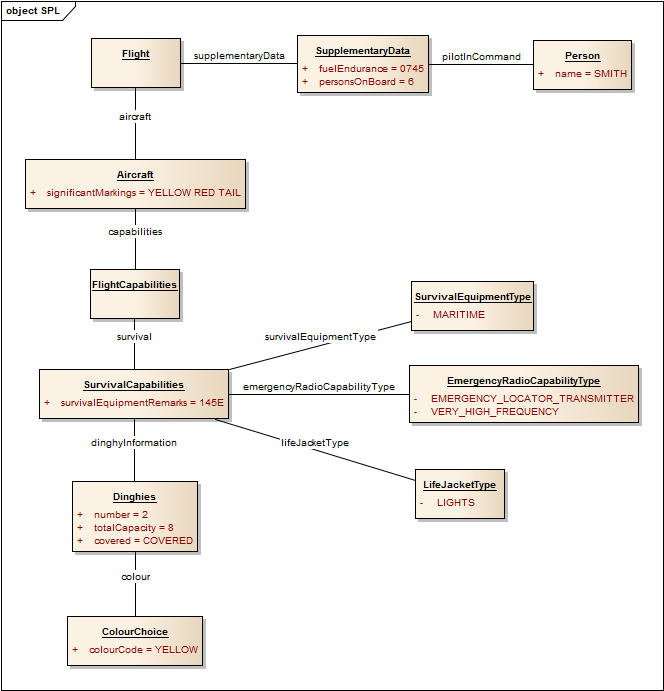 object SPL
Flight
supplementaryData
SupplementaryData
+ fuelEndurance = 0745
+ personsOnBoard = 6
pilotInCommand
Person
+ name = SMITH
aircraft
Aircraft
+ significantMarkings = YELLOW RED TAIL
capabilities
FlightCapabilities
survival
SurvivalEquipmentType
- MARITIME
survivalEquipmentType
SurvivalCapabilities
+ survivalEquipmentRemarks = 145E
emergencyRadioCapabilityType
EmergencyRadioCapabilityType
- EMERGENCY_LOCATOR_TRANSMITTER
- VERY_HIGH_FREQUENCY
dinghyInformation
lifeJacketType
LifeJacketType
- LIGHTS
Dinghies
+ number = 2
+ totalCapacity = 8
+ covered = COVERED
colour
ColourChoice
+ colourCode = YELLOW